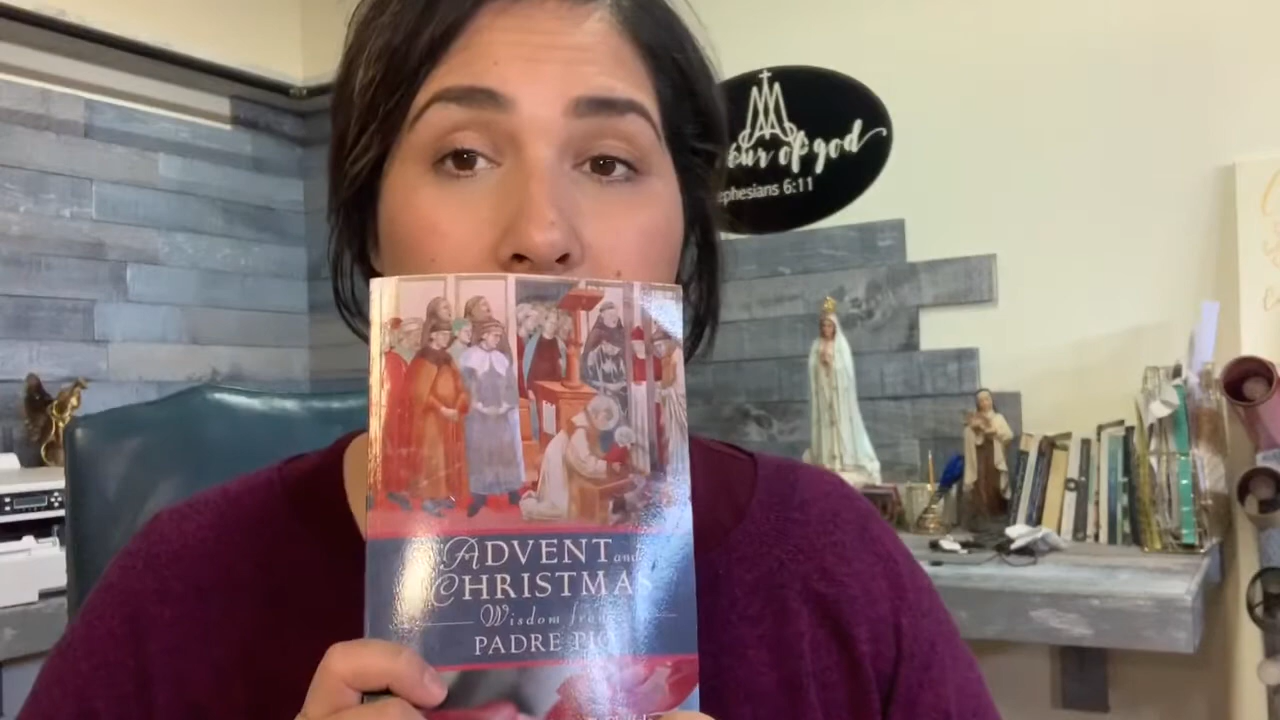 our of god
ephesians 6:11
ADVENT and
CHRISTMAS
Wisdom from
PADRE PIO